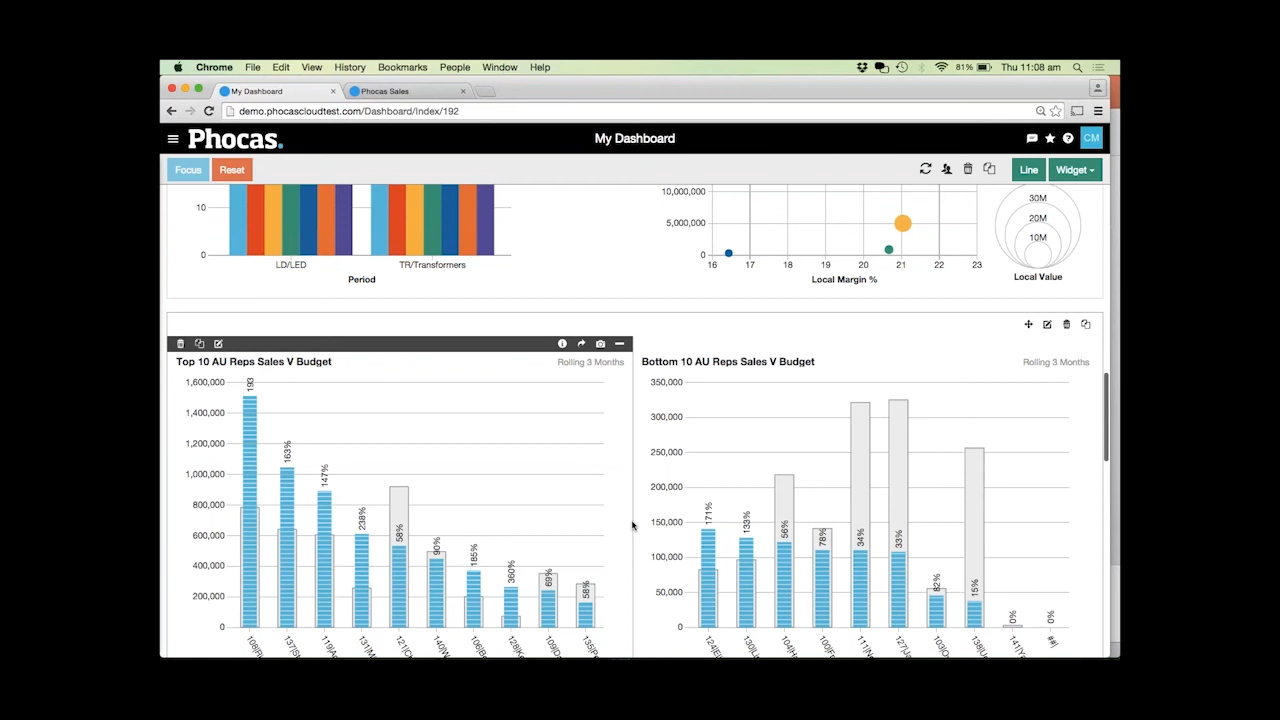 Chrome File Edit View History Bookmarks People Window Help 81% Thu 11:08 am
My Dashboard × Phocas Sales ×
demo.phocascloudtest.com/Dashboard/Index/192
Phocas. My Dashboard CM
Focus Reset Line Widget
10
0
LD/LED TR/Transformers
Period
10,000,000
5,000,000
0
16 17 18 19 20 21 22 23
Local Margin %
30M
20M
10M
Local Value
Top 10 AU Reps Sales V Budget Rolling 3 Months
1,600,000
1,400,000
1,200,000
1,000,000
800,000
600,000
400,000
200,000
0
193 163% 147% 238% 58% 90% 185% 360% 69% 58%
Bottom 10 AU Reps Sales V Budget Rolling 3 Months
350,000
300,000
250,000
200,000
150,000
100,000
50,000
0
171% 133% 56% 78% 34% 33% 82% 15% 0% 0%